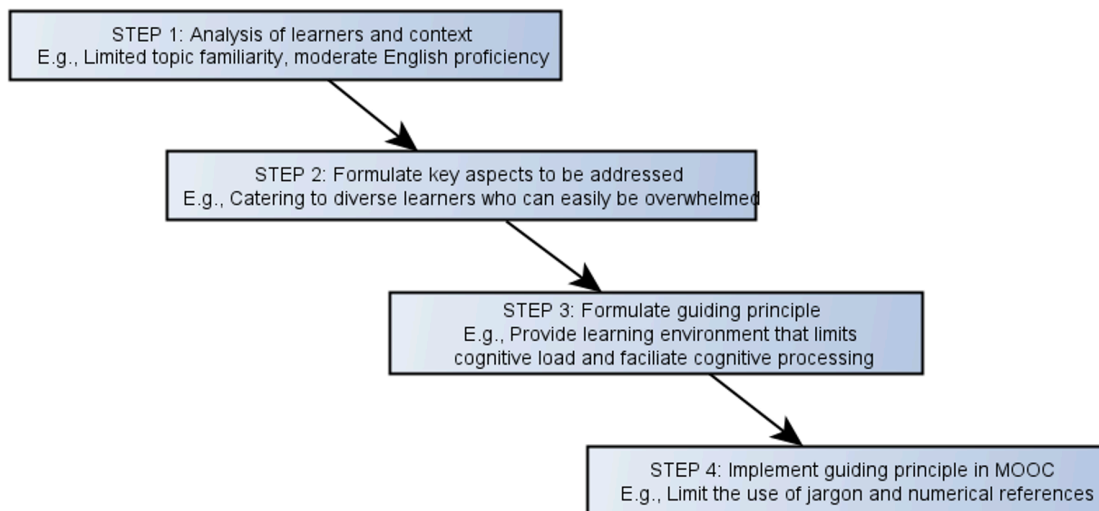 STEP 1: Analysis of learners and context
E.g., Limited topic familiarity, moderate English proficiency
STEP 2: Formulate key aspects to be addressed
E.g., Catering to diverse learners who can easily be overwhelmed
STEP 3: Formulate guiding principle
E.g., Provide learning environment that limits
cognitive load and faciliate cognitive processing
STEP 4: Implement guiding principle in MOOC
E.g., Limit the use of jargon and numerical references